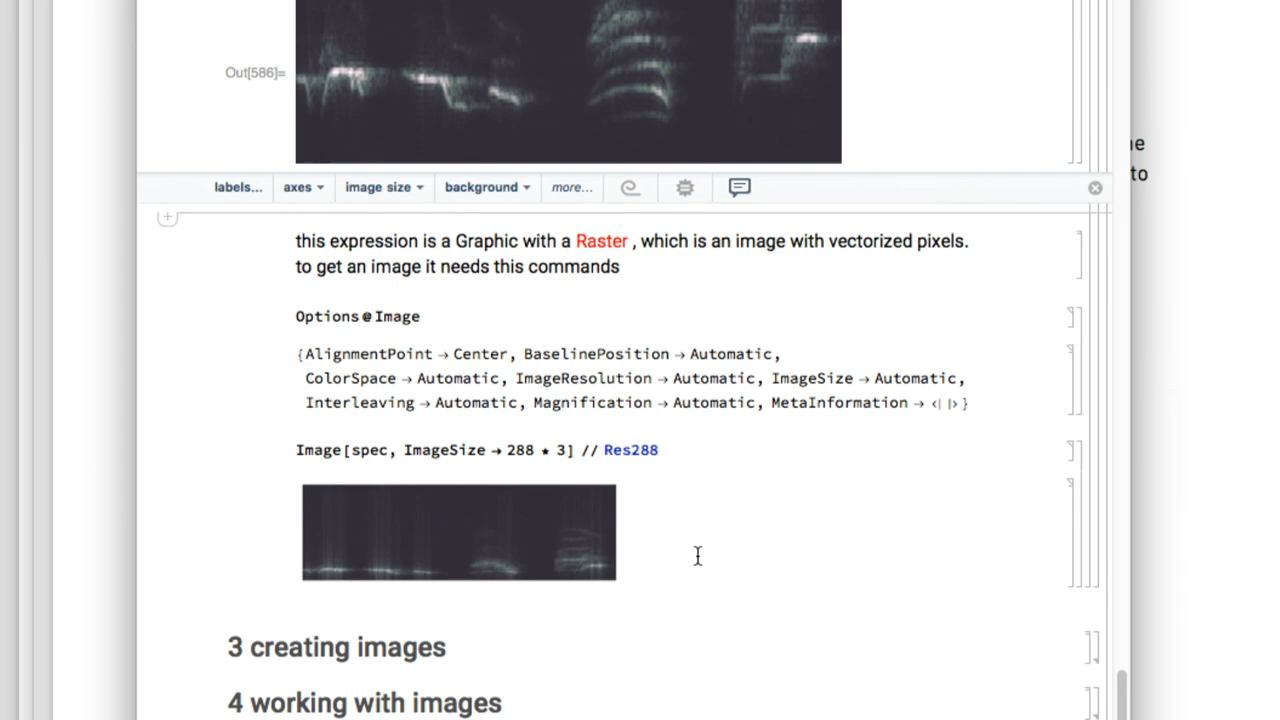 he
to
Out[586]=
labels... axes image size background more...
this expression is a Graphic with a Raster , which is an image with vectorized pixels.
to get an image it needs this commands
Options@Image
{AlignmentPoint → Center, BaselinePosition → Automatic,
ColorSpace → Automatic, ImageResolution → Automatic, ImageSize → Automatic,
Interleaving → Automatic, Magnification → Automatic, MetaInformation → <| |>}
Image[spec, ImageSize → 288 * 3] // Res288
3 creating images
4 working with images